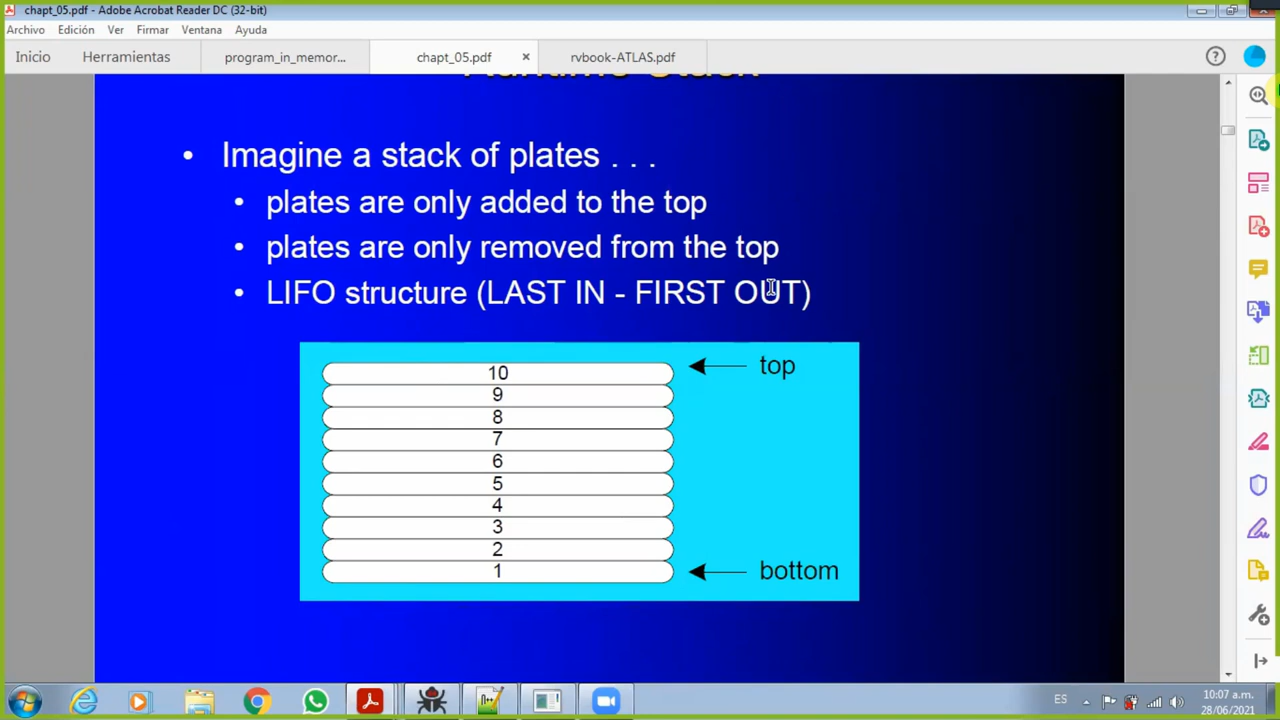 chapt_05.pdf - Adobe Acrobat Reader DC (32-bit)
Archivo Edición Ver Firmar Ventana Ayuda
Inicio Herramientas program_in_memor... chapt_05.pdf × rvbook-ATLAS.pdf
Runtime Stack
• Imagine a stack of plates . . .
• plates are only added to the top
• plates are only removed from the top
• LIFO structure (LAST IN - FIRST OUT)
10 top
9
8
7
6
5
4
3
2
1 bottom
ES 10:07 a.m.
28/06/2021